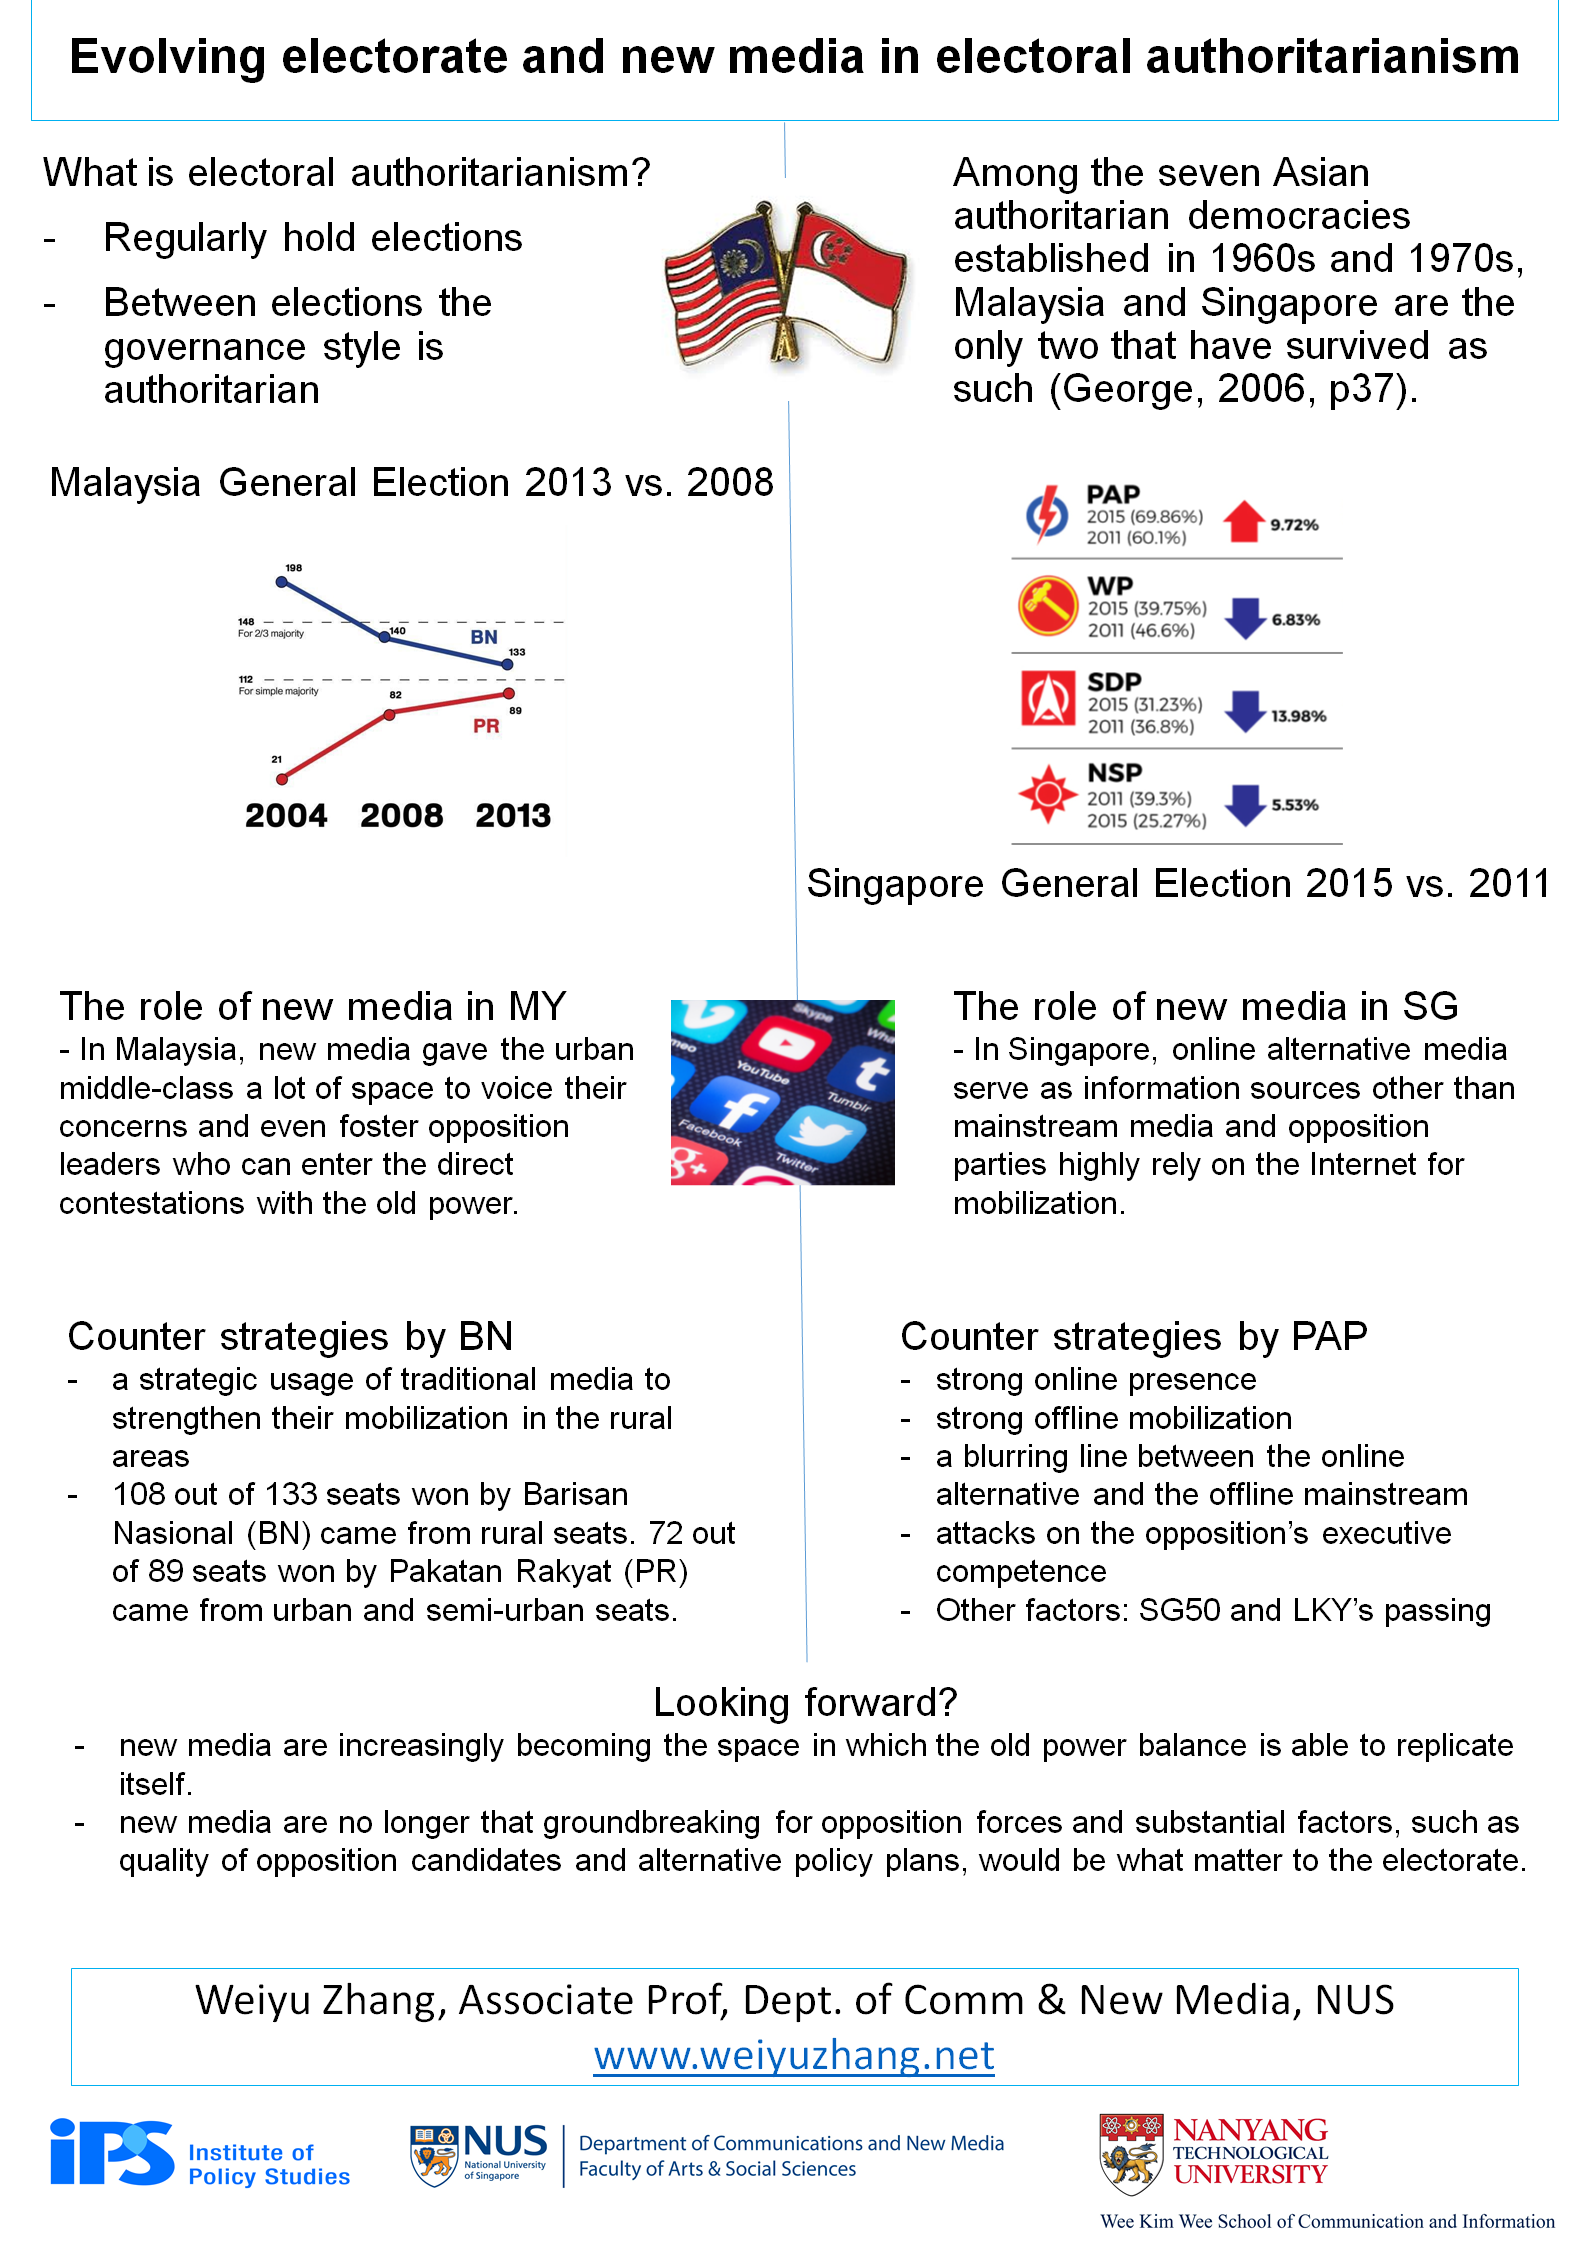 Evolving electorate and new media in electoral authoritarianism
What is electoral authoritarianism?
- Regularly hold elections
- Between elections the
governance style is
authoritarian
Among the seven Asian
authoritarian democracies
established in 1960s and 1970s,
Malaysia and Singapore are the
only two that have survived as
such (George, 2006, p37).
Malaysia General Election 2013 vs. 2008
198
148
For 2/3 majority
140
BN
133
112
For simple majority
82
89
PR
21
2004 2008 2013
PAP
2015 (69.86%)
2011 (60.1%)
9.72%
WP
2015 (39.75%)
2011 (46.6%)
6.83%
SDP
2015 (31.23%)
2011 (36.8%)
13.98%
NSP
2011 (39.3%)
2015 (25.27%)
5.53%
Singapore General Election 2015 vs. 2011
The role of new media in MY
- In Malaysia, new media gave the urban
middle-class a lot of space to voice their
concerns and even foster opposition
leaders who can enter the direct
contestations with the old power.
Skype
meo
YouTube
Wha
Tumblr
Facebook
Twitter
g+
The role of new media in SG
- In Singapore, online alternative media
serve as information sources other than
mainstream media and opposition
parties highly rely on the Internet for
mobilization.
Counter strategies by BN
- a strategic usage of traditional media to
strengthen their mobilization in the rural
areas
- 108 out of 133 seats won by Barisan
Nasional (BN) came from rural seats. 72 out
of 89 seats won by Pakatan Rakyat (PR)
came from urban and semi-urban seats.
Counter strategies by PAP
- strong online presence
- strong offline mobilization
- a blurring line between the online
alternative and the offline mainstream
- attacks on the opposition’s executive
competence
- Other factors: SG50 and LKY’s passing
Looking forward?
- new media are increasingly becoming the space in which the old power balance is able to replicate
itself.
- new media are no longer that groundbreaking for opposition forces and substantial factors, such as
quality of opposition candidates and alternative policy plans, would be what matter to the electorate.
Weiyu Zhang, Associate Prof, Dept. of Comm & New Media, NUS
www.weiyuzhang.net
iPS
Institute of
Policy Studies
NUS
National University
of Singapore
Department of Communications and New Media
Faculty of Arts & Social Sciences
NANYANG
TECHNOLOGICAL
UNIVERSITY
Wee Kim Wee School of Communication and Information